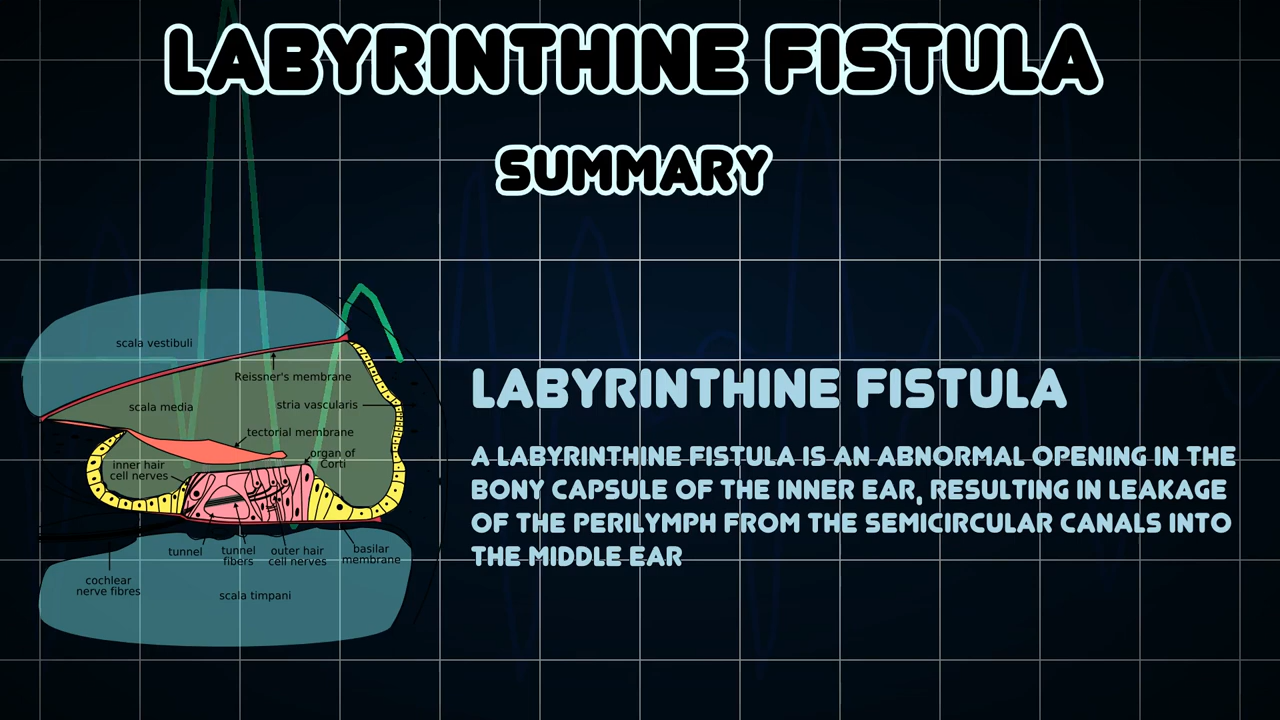 LABYRINTHINE FISTULA
SUMMARY
scala vestibuli
Reissner's membrane
scala media
stria vascularis
tectorial membrane
organ of
Corti
inner hair
cell nerves
tunnel
tunnel
fibers
outer hair
cell nerves
basilar
membrane
cochlear
nerve fibres
scala timpani
LABYRINTHINE FISTULA
A LABYRINTHINE FISTULA IS AN ABNORMAL OPENING IN THE
BONY CAPSULE OF THE INNER EAR, RESULTING IN LEAKAGE
OF THE PERILYMPH FROM THE SEMICIRCULAR CANALS INTO
THE MIDDLE EAR